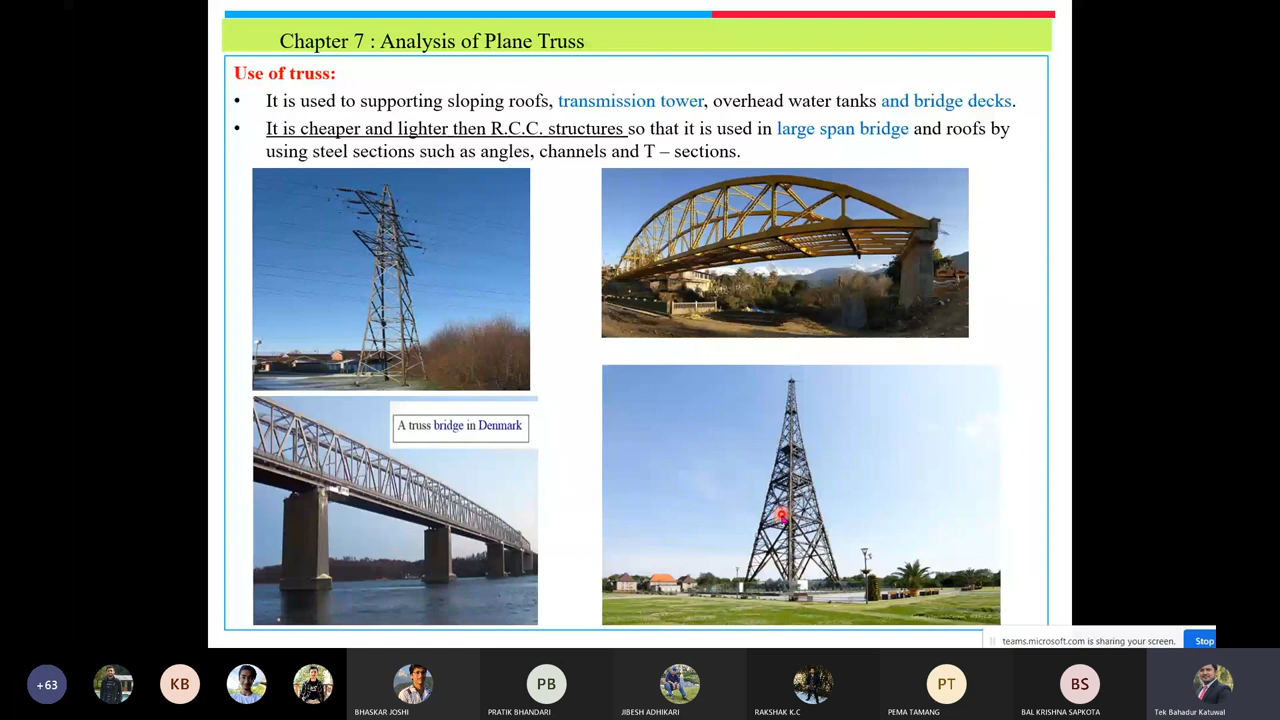 Chapter 7 : Analysis of Plane Truss
Use of truss:
• It is used to supporting sloping roofs, transmission tower, overhead water tanks and bridge decks.
• It is cheaper and lighter then R.C.C. structures so that it is used in large span bridge and roofs by
using steel sections such as angles, channels and T – sections.
A truss bridge in Denmark
teams.microsoft.com is sharing your screen.
Stop
+63
KB
PB
PT
BS
BHASKAR JOSHI
PRATIK BHANDARI
JIBESH ADHIKARI
RAKSHAK K.C
PEMA TAMANG
BAL KRISHNA SAPKOTA
Tek Bahadur Katuwal